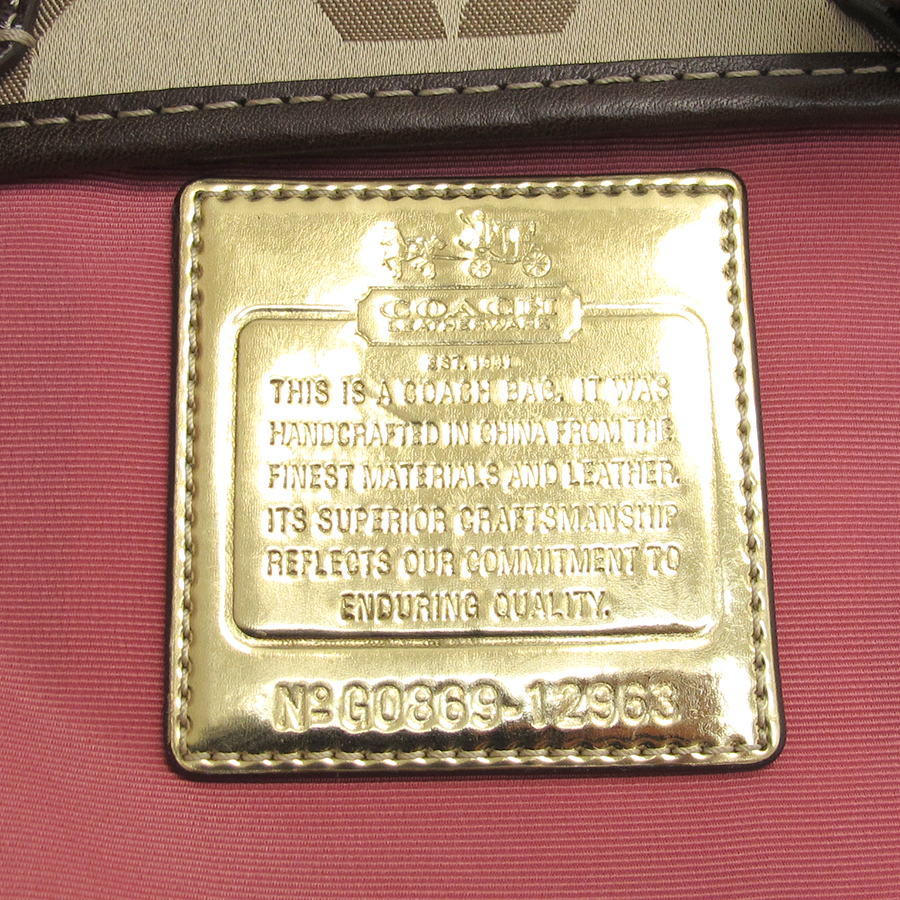 COACH
LEATHERWARE
EST. 1941
THIS IS A COACH BAG. IT WAS
HANDCRAFTED IN CHINA FROM THE
FINEST MATERIALS AND LEATHER.
ITS SUPERIOR CRAFTSMANSHIP
REFLECTS OUR COMMITMENT TO
ENDURING QUALITY.
Nº G0869-12963